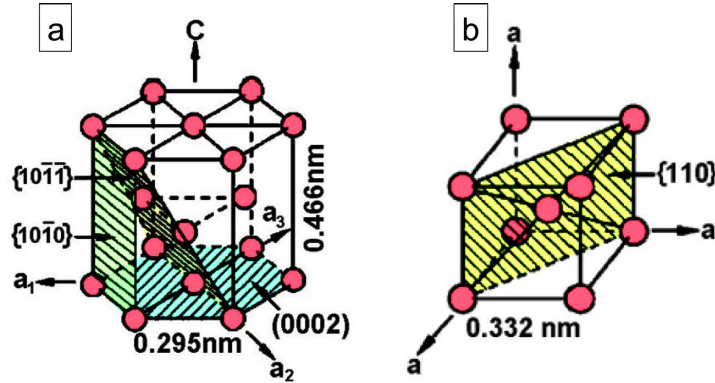 a
C
{101̄1̄}
{101̄0}
a₁
a₃
0.466nm
(0002)
0.295nm
a₂
b
a
{110}
a
0.332 nm
a